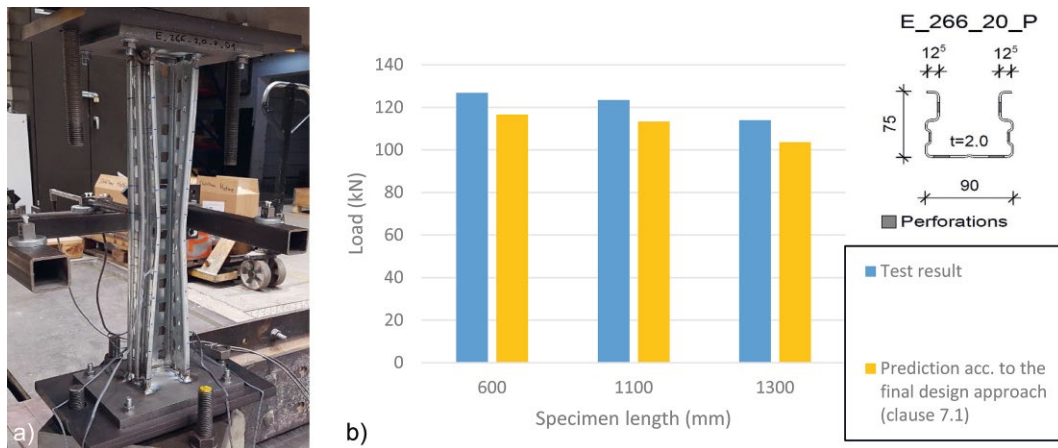 E_266_20_P_01
a)
b)
Load (kN)
140
120
100
80
60
40
20
0
600 1100 1300
Specimen length (mm)
E_266_20_P
12⁵ 12⁵
75
t=2.0
90
Perforations
Test result
Prediction acc. to the
final design approach
(clause 7.1)